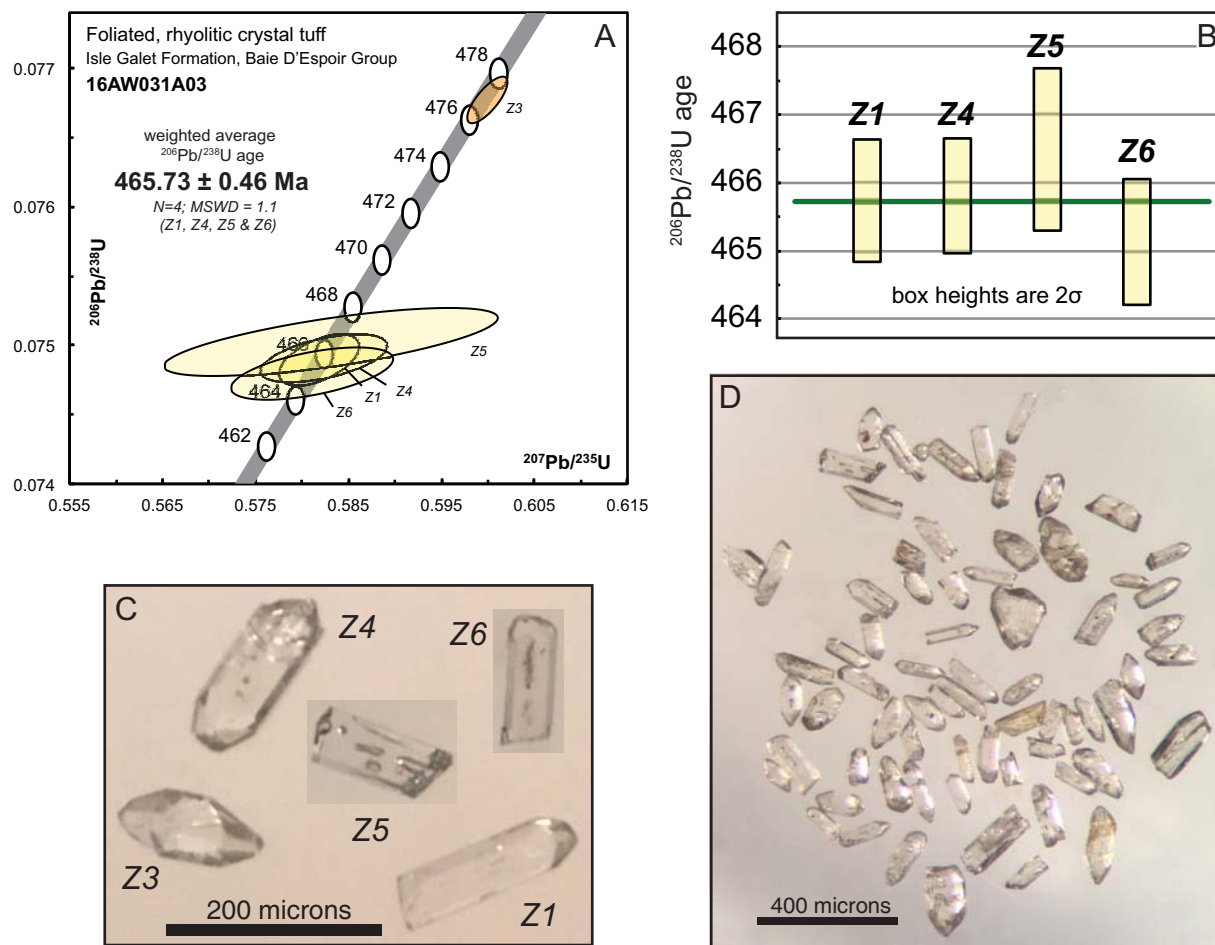 A
Foliated, rhyolitic crystal tuff
Isle Galet Formation, Baie D'Espoir Group
16AW031A03
weighted average
²⁰⁶Pb/²³⁸U age
465.73 ± 0.46 Ma
N=4; MSWD = 1.1
(Z1, Z4, Z5 & Z6)
478
476
474
472
470
468
466
464
462
Z3
Z5
Z4
Z1
Z6
0.077
0.076
0.075
0.074
²⁰⁶Pb/²³⁸U
²⁰⁷Pb/²³⁵U
0.555
0.565
0.575
0.585
0.595
0.605
0.615
B
²⁰⁶Pb/²³⁸U age
468
467
466
465
464
Z1
Z4
Z5
Z6
box heights are 2σ
C
Z4
Z6
Z5
Z3
Z1
200 microns
D
400 microns